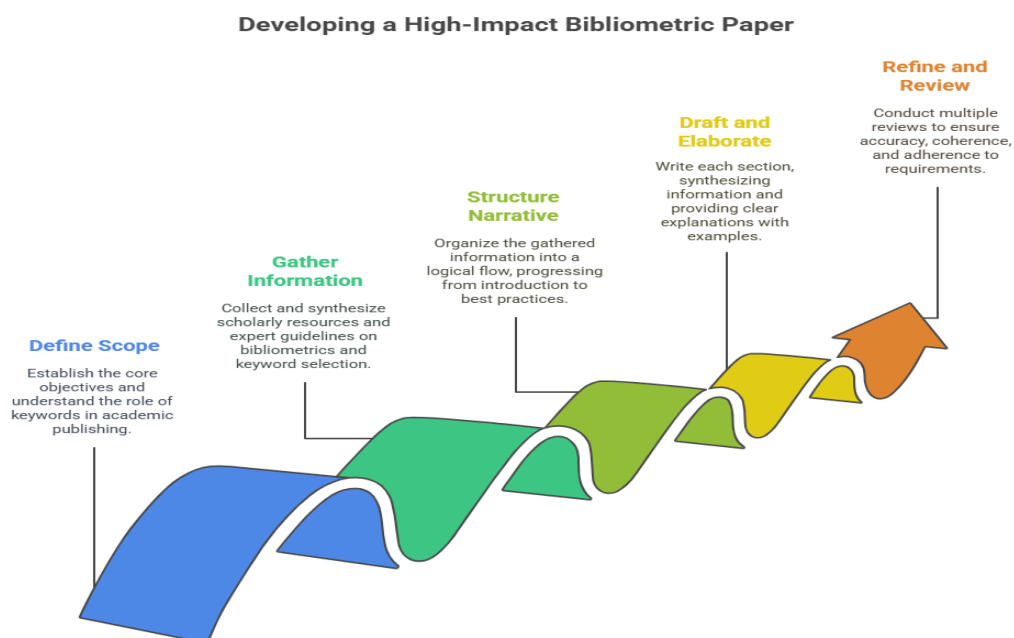 Developing a High-Impact Bibliometric Paper
Define Scope
Establish the core
objectives and
understand the role of
keywords in academic
publishing.
Gather
Information
Collect and synthesize
scholarly resources and
expert guidelines on
bibliometrics and
keyword selection.
Structure
Narrative
Organize the gathered
information into a
logical flow, progressing
from introduction to
best practices.
Draft and
Elaborate
Write each section,
synthesizing
information and
providing clear
explanations with
examples.
Refine and
Review
Conduct multiple
reviews to ensure
accuracy, coherence,
and adherence to
requirements.